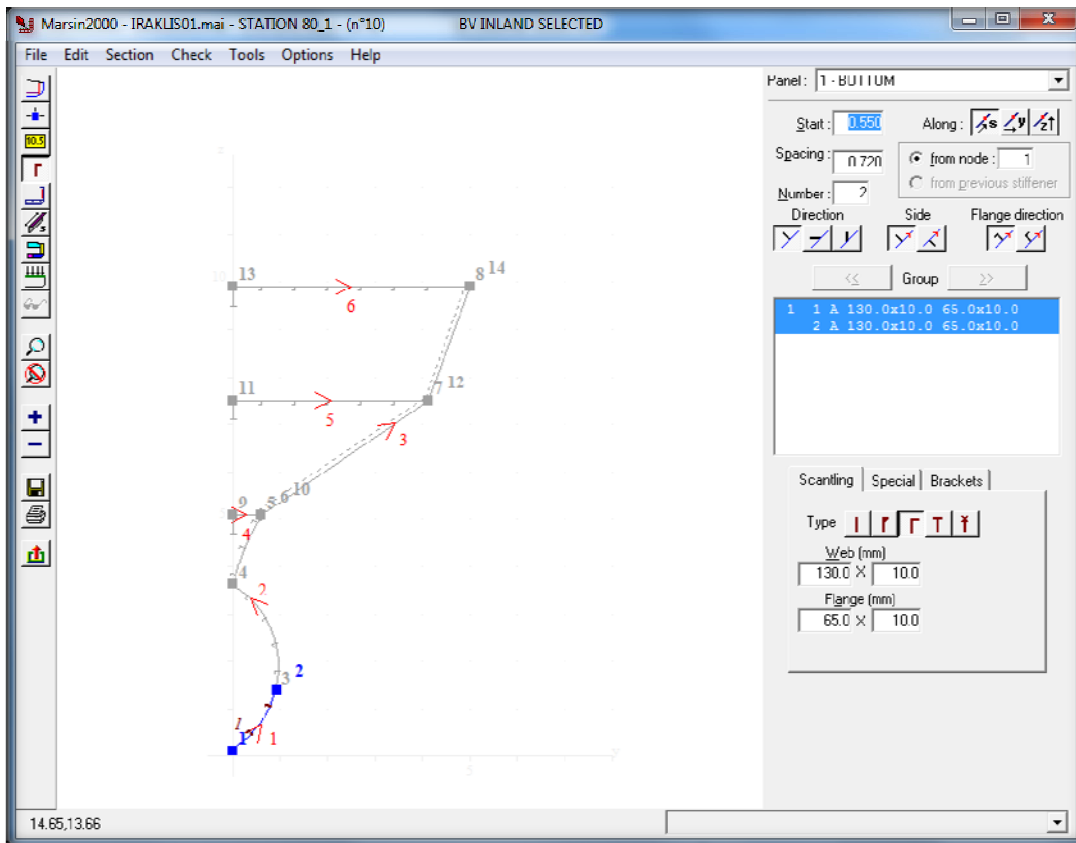 Marsin2000 - IRAKLIS01.mai - STATION 80_1 - (n°10) BV INLAND SELECTED
File Edit Section Check Tools Options Help
Panel : 1 - BOTTOM
Start : 0.550 Along : s y z
Spacing : 0.720 from node : 1
from previous stiffener
Number : 2
Direction Side Flange direction
<< Group >>
1 1 A 130.0x10.0 65.0x10.0
2 A 130.0x10.0 65.0x10.0
Scantling Special Brackets
Type
Web (mm)
130.0 X 10.0
Flange (mm)
65.0 X 10.0
10.5
z
10 13 8 14
6
11 7 12
5 3
5 9 5 6 10
4
4
2
3 2
1 1 1
5 y
14.65,13.66